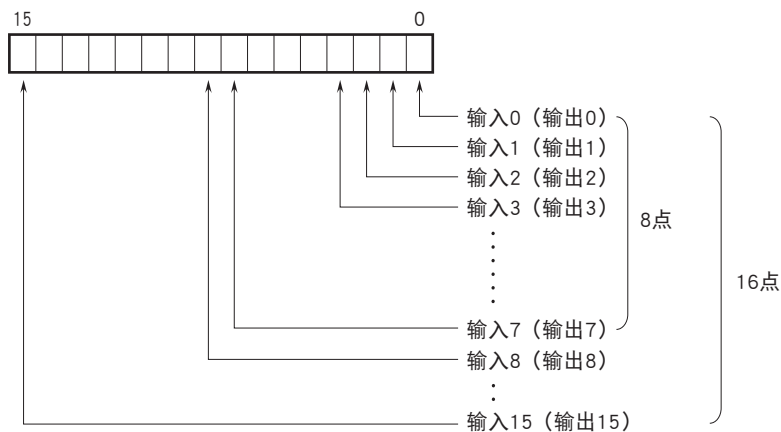 15 0
输入0（输出0）
输入1（输出1）
输入2（输出2）
输入3（输出3）
8点
16点
输入7（输出7）
输入8（输出8）
输入15（输出15）